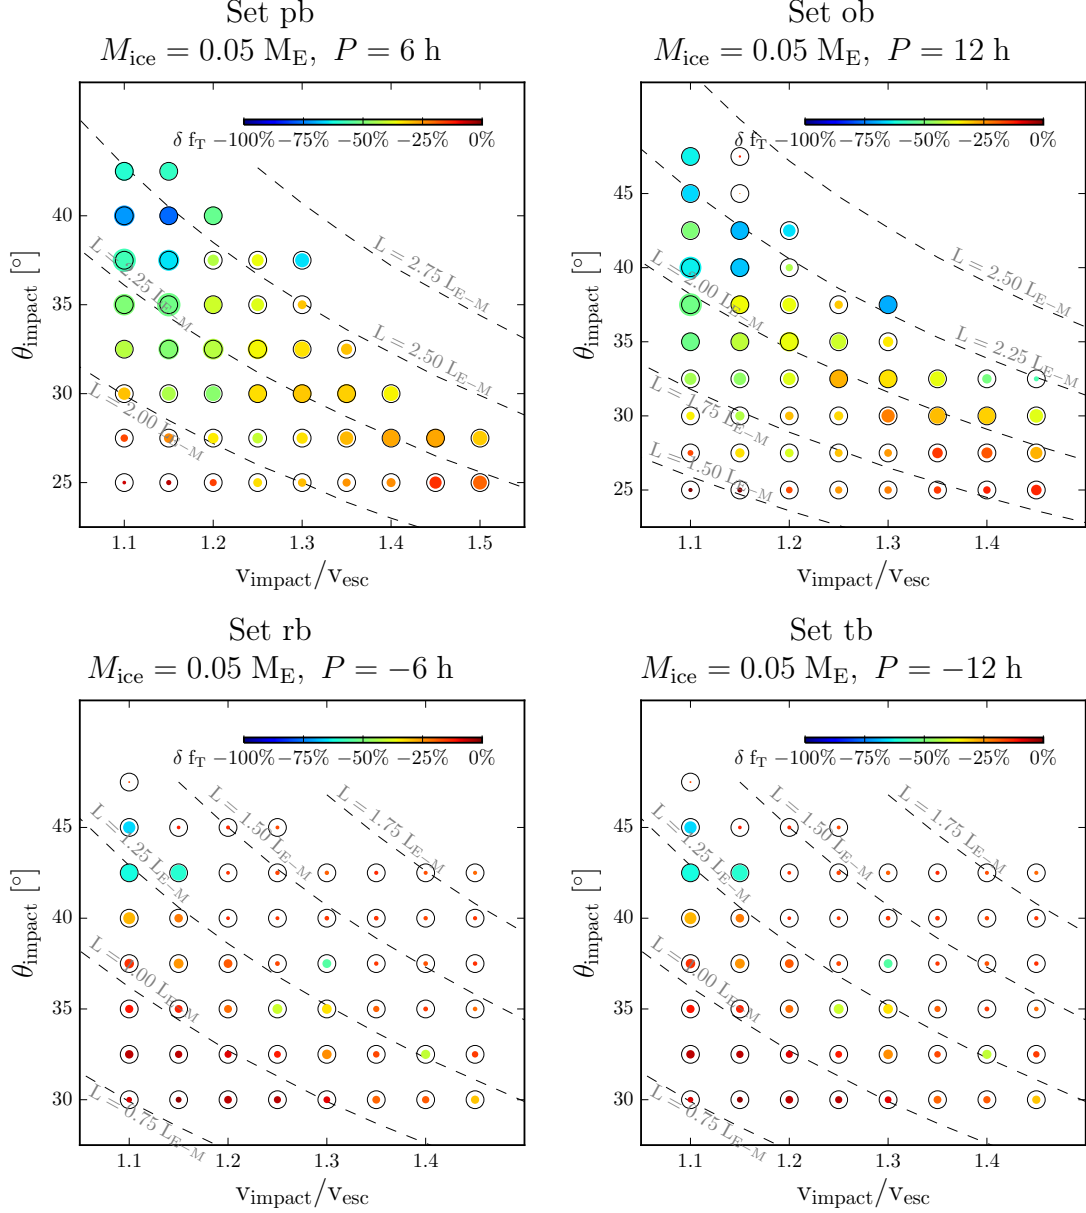 Set pb
M_ice = 0.05 M_E, P = 6 h
δ f_T −100% −75% −50% −25% 0%
L = 2.75 L_E−M
L = 2.50 L_E−M
L = 2.25 L_E−M
L = 2.00 L_E−M
40
35
30
25
θ_impact [°]
1.1 1.2 1.3 1.4 1.5
v_impact/v_esc
Set ob
M_ice = 0.05 M_E, P = 12 h
δ f_T −100% −75% −50% −25% 0%
L = 2.50 L_E−M
L = 2.25 L_E−M
L = 2.00 L_E−M
L = 1.75 L_E−M
L = 1.50 L_E−M
45
40
35
30
25
θ_impact [°]
1.1 1.2 1.3 1.4
v_impact/v_esc
Set rb
M_ice = 0.05 M_E, P = −6 h
δ f_T −100% −75% −50% −25% 0%
L = 1.75 L_E−M
L = 1.50 L_E−M
L = 1.25 L_E−M
L = 1.00 L_E−M
L = 0.75 L_E−M
45
40
35
30
θ_impact [°]
1.1 1.2 1.3 1.4
v_impact/v_esc
Set tb
M_ice = 0.05 M_E, P = −12 h
δ f_T −100% −75% −50% −25% 0%
L = 1.75 L_E−M
L = 1.50 L_E−M
L = 1.25 L_E−M
L = 1.00 L_E−M
L = 0.75 L_E−M
45
40
35
30
θ_impact [°]
1.1 1.2 1.3 1.4
v_impact/v_esc